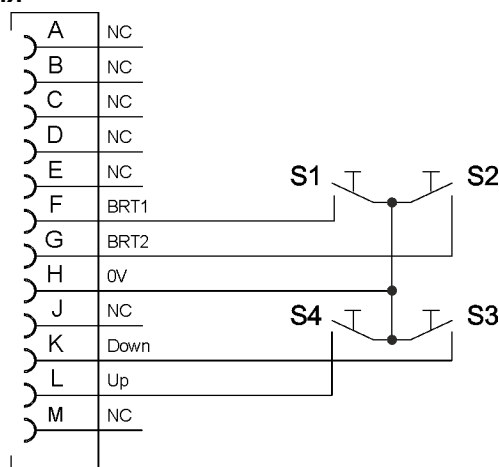 A NC
B NC
C NC
D NC
E NC
S1 S2
F BRT1
G BRT2
H 0V
J NC
S4 S3
K Down
L Up
M NC